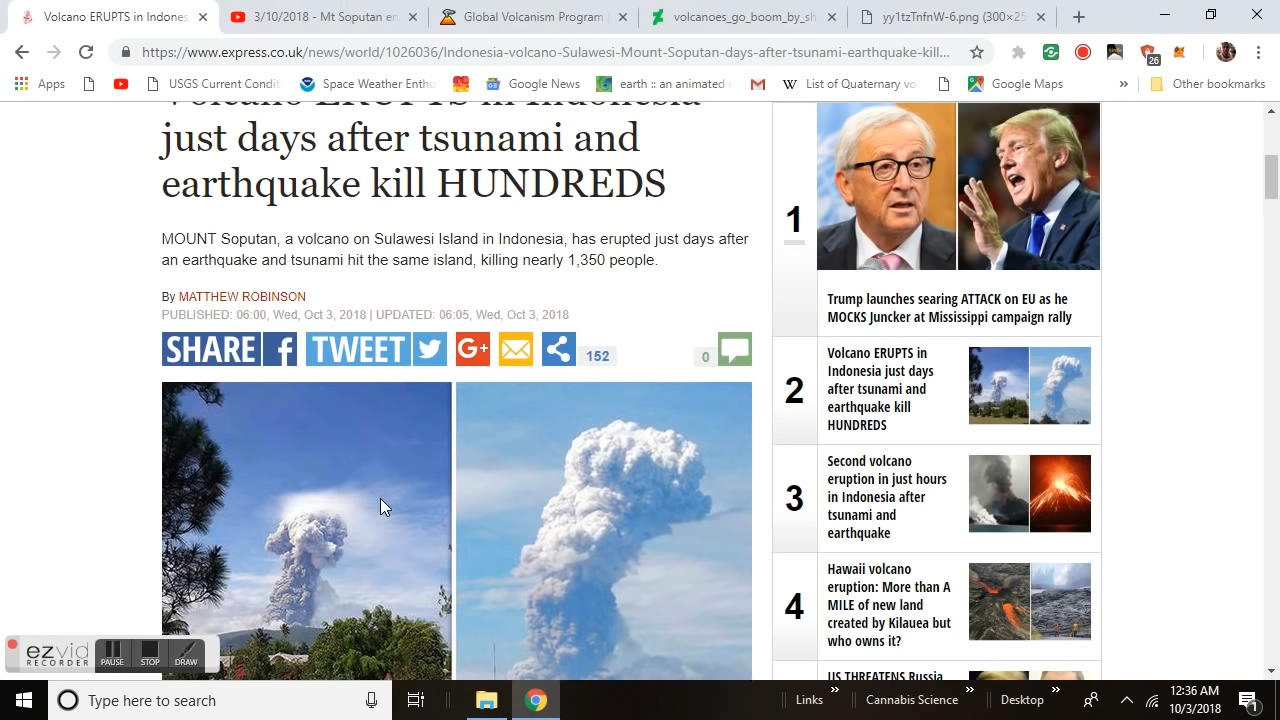 Volcano ERUPTS in Indones
3/10/2018 - Mt Soputan en
Global Volcanism Program
volcanoes_go_boom_by_sh
yy1tzTnfnW-6.png (300×25
https://www.express.co.uk/news/world/1026036/Indonesia-volcano-Sulawesi-Mount-Soputan-days-after-tsunami-earthquake-kill...
26
Apps
USGS Current Condi
Space Weather Enthu
Google News
earth :: an animated
List of Quaternary vo
Google Maps
»
Other bookmarks
Volcano ERUPTS in Indonesia
just days after tsunami and
earthquake kill HUNDREDS
MOUNT Soputan, a volcano on Sulawesi Island in Indonesia, has erupted just days after
an earthquake and tsunami hit the same island, killing nearly 1,350 people.
By MATTHEW ROBINSON
PUBLISHED: 06:00, Wed, Oct 3, 2018 | UPDATED: 06:05, Wed, Oct 3, 2018
SHARE f
TWEET
G+
152
0
1
Trump launches searing ATTACK on EU as he
MOCKS Juncker at Mississippi campaign rally
2
Volcano ERUPTS in
Indonesia just days
after tsunami and
earthquake kill
HUNDREDS
3
Second volcano
eruption in just hours
in Indonesia after
tsunami and
earthquake
4
Hawaii volcano
eruption: More than A
MILE of new land
created by Kilauea but
who owns it?
US THREATENS Russia
ezvid
RECORDER
PAUSE
STOP
DRAW
Type here to search
Links »
Cannabis Science »
Desktop »
12:36 AM
10/3/2018
1